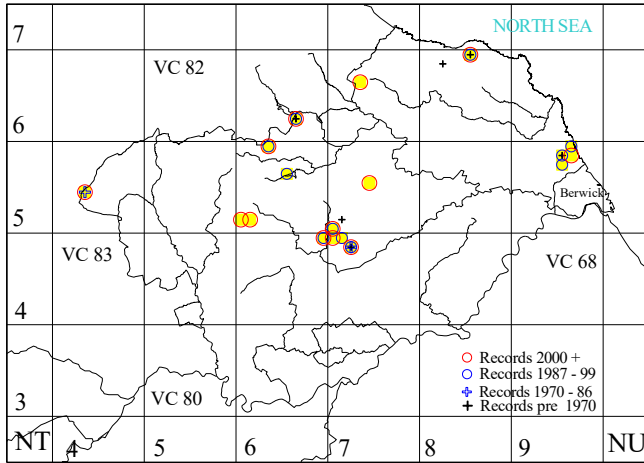 NORTH SEA
7
VC 82
6
Berwick
5
VC 83
VC 68
4
Records 2000 +
Records 1987 - 99
Records 1970 - 86
VC 80
Records pre 1970
3
NT 4 5 6 7 8 9 NU